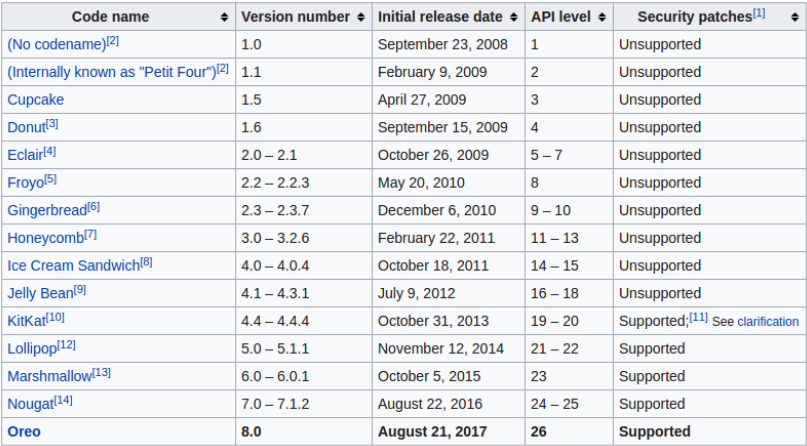 Code name Version number Initial release date API level Security patches[1]
(No codename)[2] 1.0 September 23, 2008 1 Unsupported
(Internally known as "Petit Four")[2] 1.1 February 9, 2009 2 Unsupported
Cupcake 1.5 April 27, 2009 3 Unsupported
Donut[3] 1.6 September 15, 2009 4 Unsupported
Eclair[4] 2.0 – 2.1 October 26, 2009 5 – 7 Unsupported
Froyo[5] 2.2 – 2.2.3 May 20, 2010 8 Unsupported
Gingerbread[6] 2.3 – 2.3.7 December 6, 2010 9 – 10 Unsupported
Honeycomb[7] 3.0 – 3.2.6 February 22, 2011 11 – 13 Unsupported
Ice Cream Sandwich[8] 4.0 – 4.0.4 October 18, 2011 14 – 15 Unsupported
Jelly Bean[9] 4.1 – 4.3.1 July 9, 2012 16 – 18 Unsupported
KitKat[10] 4.4 – 4.4.4 October 31, 2013 19 – 20 Supported;[11] See clarification
Lollipop[12] 5.0 – 5.1.1 November 12, 2014 21 – 22 Supported
Marshmallow[13] 6.0 – 6.0.1 October 5, 2015 23 Supported
Nougat[14] 7.0 – 7.1.2 August 22, 2016 24 – 25 Supported
Oreo 8.0 August 21, 2017 26 Supported